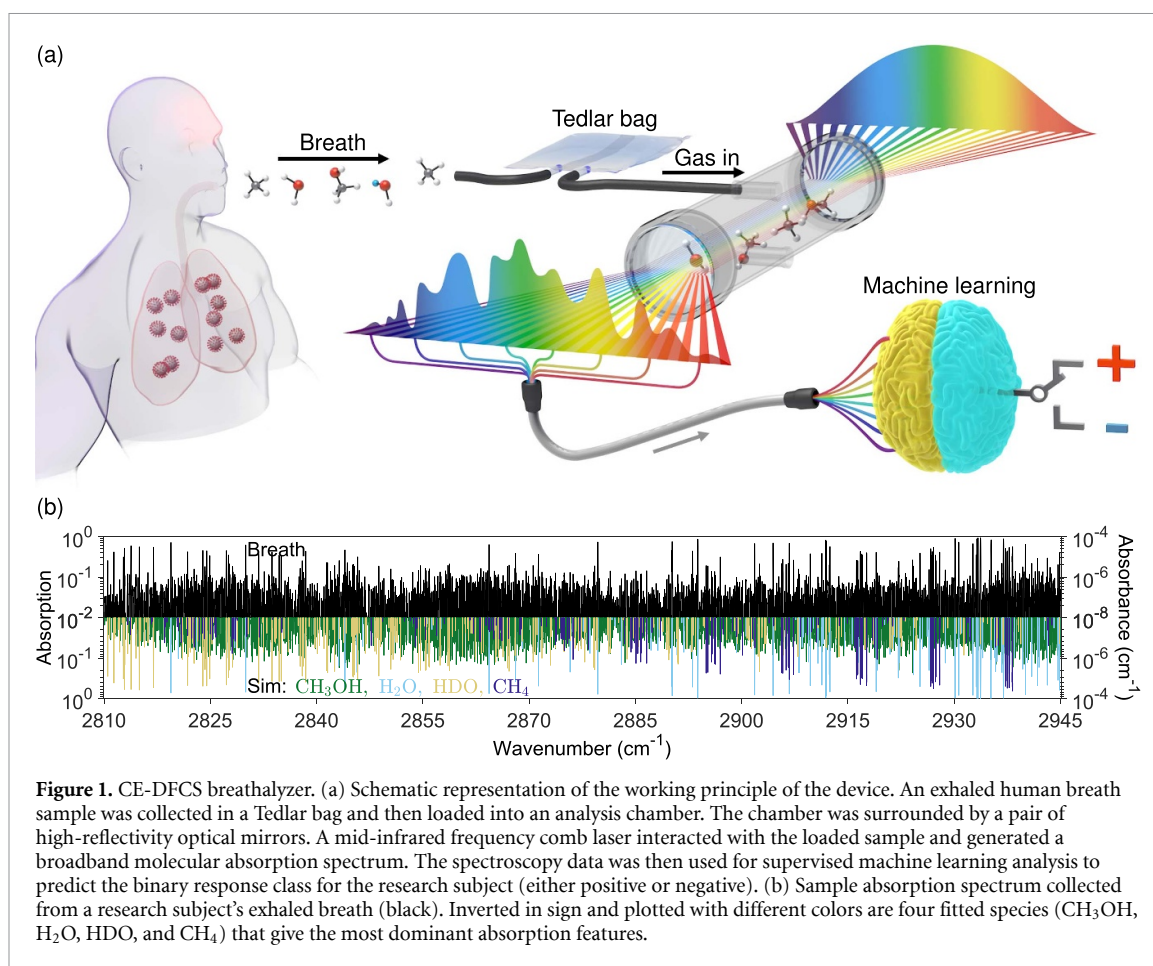 (a)
Breath
Tedlar bag
Gas in
Machine learning
(b)
Absorption
10^0
10^-1
10^-2
10^-1
10^0
Breath
Sim: CH₃OH, H₂O, HDO, CH₄
10^-4
10^-6
10^-8
10^-6
10^-4
Absorbance (cm^-1)
2810 2825 2840 2855 2870 2885 2900 2915 2930 2945
Wavenumber (cm^-1)
Figure 1. CE-DFCS breathalyzer. (a) Schematic representation of the working principle of the device. An exhaled human breath
sample was collected in a Tedlar bag and then loaded into an analysis chamber. The chamber was surrounded by a pair of
high-reflectivity optical mirrors. A mid-infrared frequency comb laser interacted with the loaded sample and generated a
broadband molecular absorption spectrum. The spectroscopy data was then used for supervised machine learning analysis to
predict the binary response class for the research subject (either positive or negative). (b) Sample absorption spectrum collected
from a research subject's exhaled breath (black). Inverted in sign and plotted with different colors are four fitted species (CH₃OH,
H₂O, HDO, and CH₄) that give the most dominant absorption features.